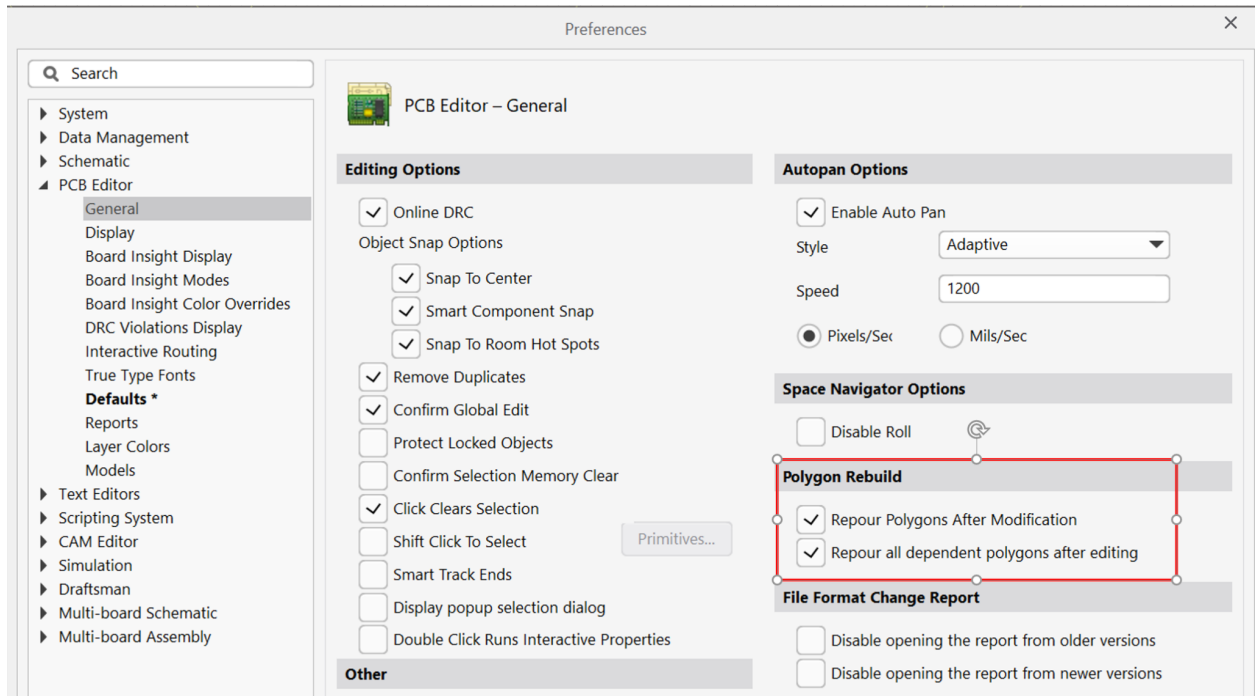 Preferences
Search
System
Data Management
Schematic
PCB Editor
General
Display
Board Insight Display
Board Insight Modes
Board Insight Color Overrides
DRC Violations Display
Interactive Routing
True Type Fonts
Defaults *
Reports
Layer Colors
Models
Text Editors
Scripting System
CAM Editor
Simulation
Draftsman
Multi-board Schematic
Multi-board Assembly
PCB Editor – General
Editing Options
Online DRC
Object Snap Options
Snap To Center
Smart Component Snap
Snap To Room Hot Spots
Remove Duplicates
Confirm Global Edit
Protect Locked Objects
Confirm Selection Memory Clear
Click Clears Selection
Shift Click To Select
Primitives...
Smart Track Ends
Display popup selection dialog
Double Click Runs Interactive Properties
Other
Autopan Options
Enable Auto Pan
Style
Adaptive
Speed
1200
Pixels/Sec
Mils/Sec
Space Navigator Options
Disable Roll
Polygon Rebuild
Repour Polygons After Modification
Repour all dependent polygons after editing
File Format Change Report
Disable opening the report from older versions
Disable opening the report from newer versions